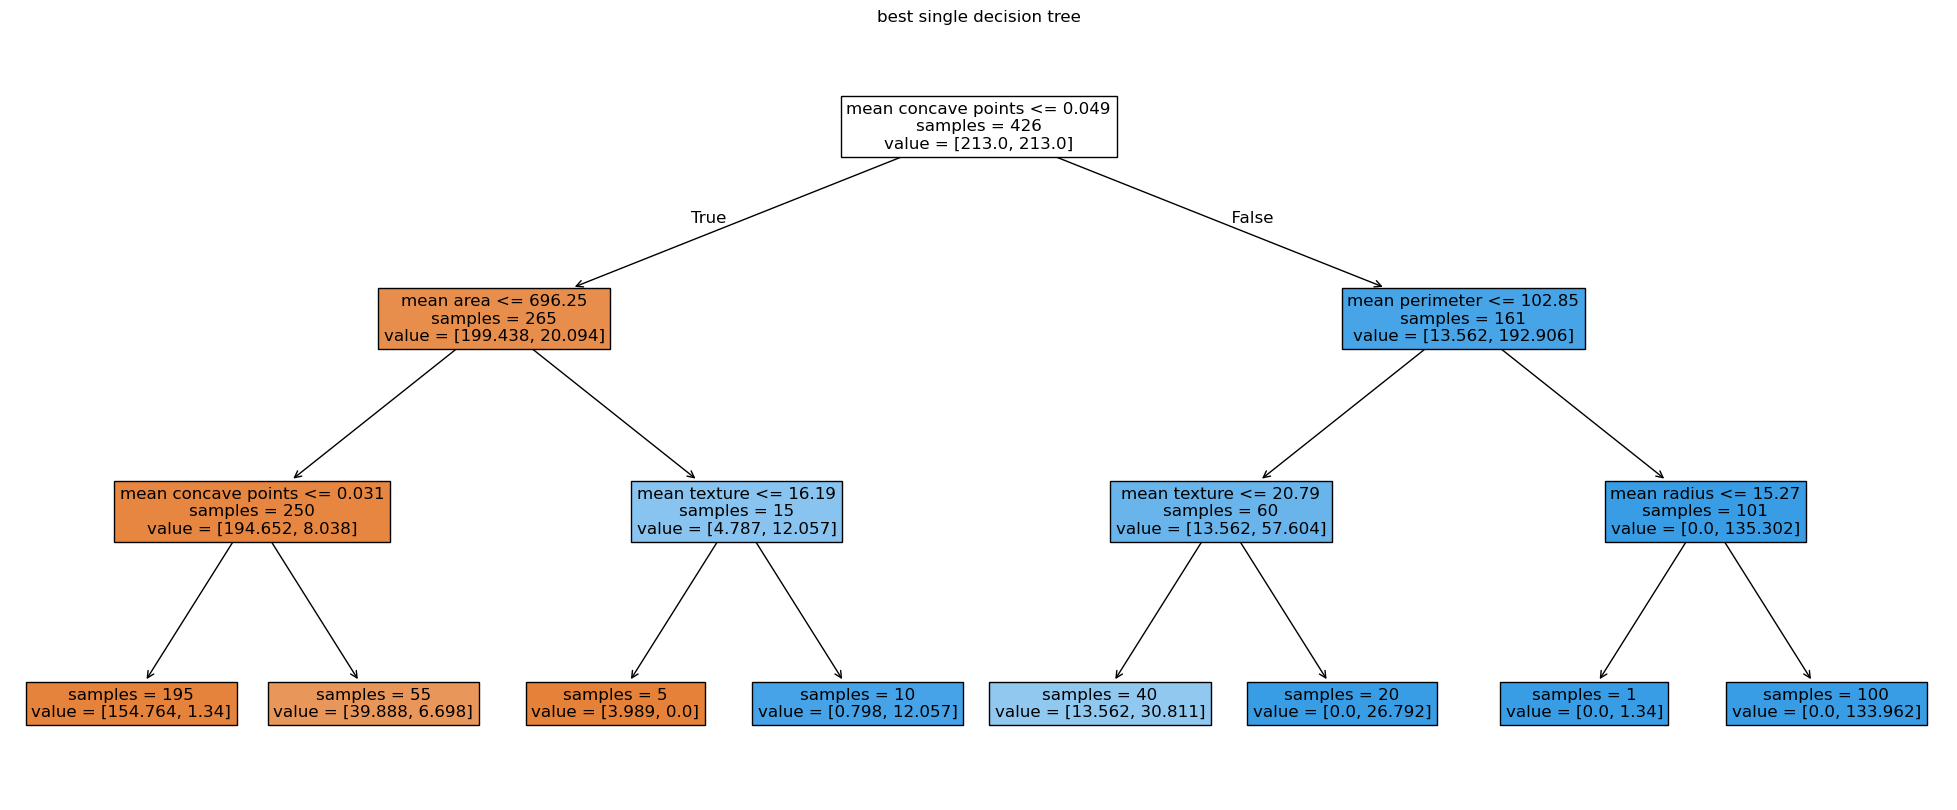 best single decision tree
mean concave points <= 0.049
samples = 426
value = [213.0, 213.0]
True
False
mean area <= 696.25
samples = 265
value = [199.438, 20.094]
mean perimeter <= 102.85
samples = 161
value = [13.562, 192.906]
mean concave points <= 0.031
samples = 250
value = [194.652, 8.038]
mean texture <= 16.19
samples = 15
value = [4.787, 12.057]
mean texture <= 20.79
samples = 60
value = [13.562, 57.604]
mean radius <= 15.27
samples = 101
value = [0.0, 135.302]
samples = 195
value = [154.764, 1.34]
samples = 55
value = [39.888, 6.698]
samples = 5
value = [3.989, 0.0]
samples = 10
value = [0.798, 12.057]
samples = 40
value = [13.562, 30.811]
samples = 20
value = [0.0, 26.792]
samples = 1
value = [0.0, 1.34]
samples = 100
value = [0.0, 133.962]